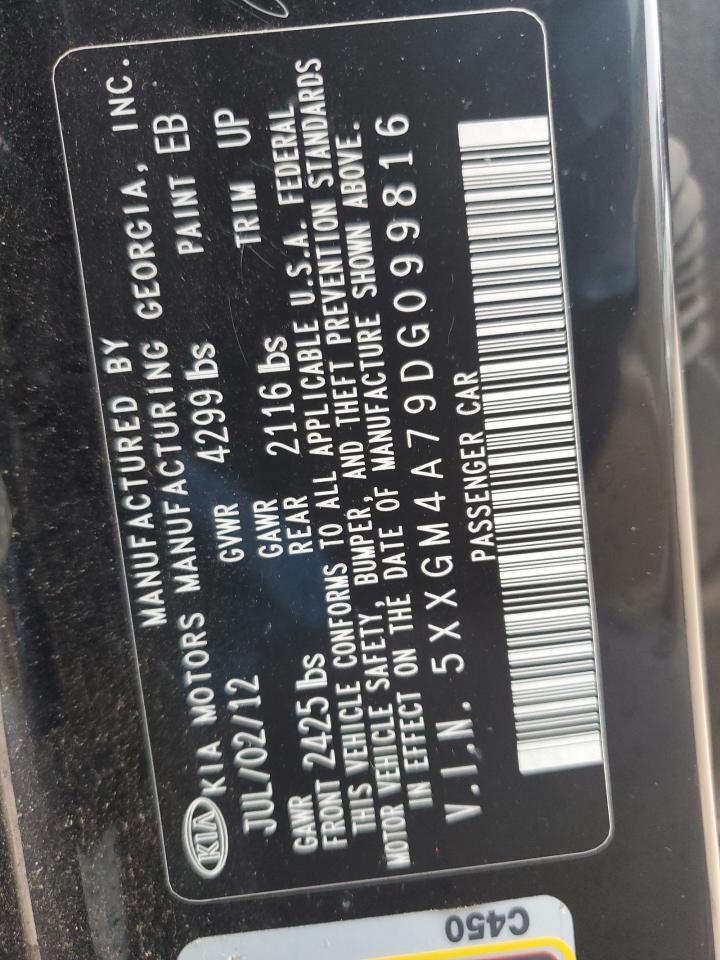 MANUFACTURED BY
KIA KIA MOTORS MANUFACTURING GEORGIA, INC.
JUL/02/12 GVWR 4299 lbs PAINT EB
GAWR FRONT 2425 lbs GAWR REAR 2116 lbs TRIM UP
THIS VEHICLE CONFORMS TO ALL APPLICABLE U.S.A. FEDERAL
MOTOR VEHICLE SAFETY, BUMPER, AND THEFT PREVENTION STANDARDS
IN EFFECT ON THE DATE OF MANUFACTURE SHOWN ABOVE.
V.I.N. 5XXGM4A79DG099816
PASSENGER CAR
C450